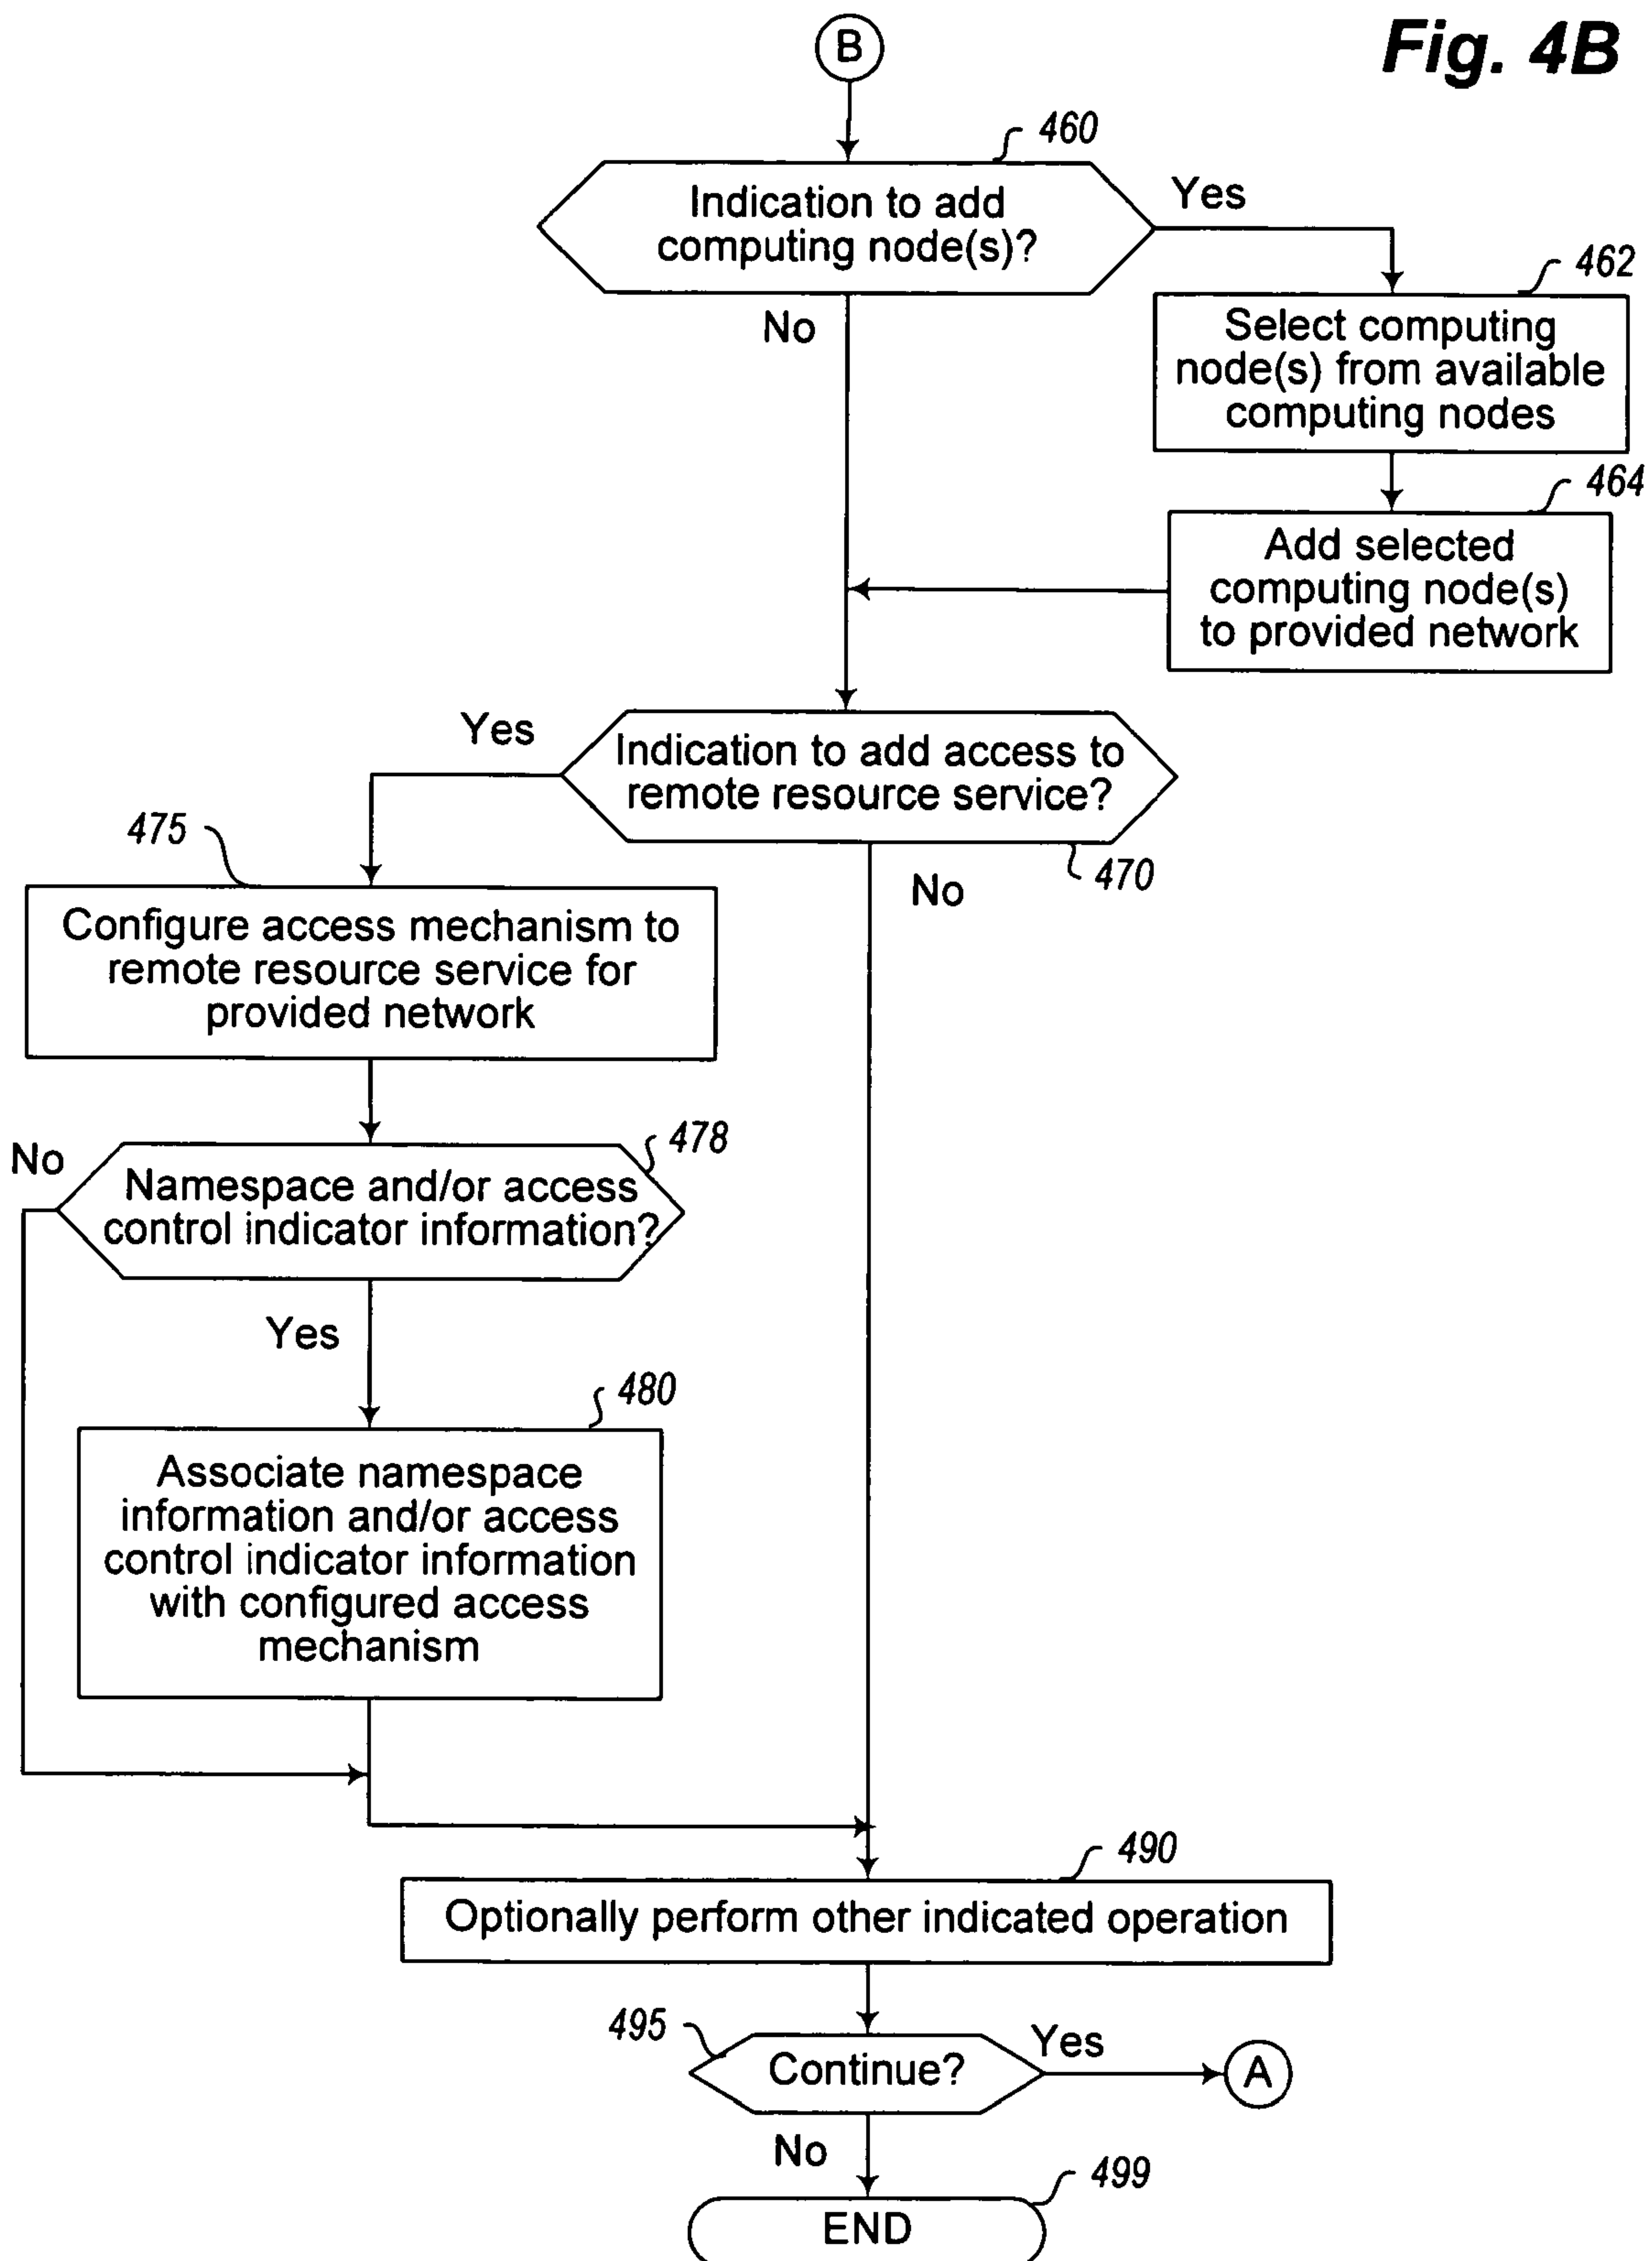 Fig. 4B
B
460
Indication to add
computing node(s)?
Yes
No
462
Select computing
node(s) from available
computing nodes
464
Add selected
computing node(s)
to provided network
Yes
Indication to add access to
remote resource service?
470
No
475
Configure access mechanism to
remote resource service for
provided network
478
No
Namespace and/or access
control indicator information?
Yes
480
Associate namespace
information and/or access
control indicator information
with configured access
mechanism
490
Optionally perform other indicated operation
495
Continue?
Yes
A
No
499
END